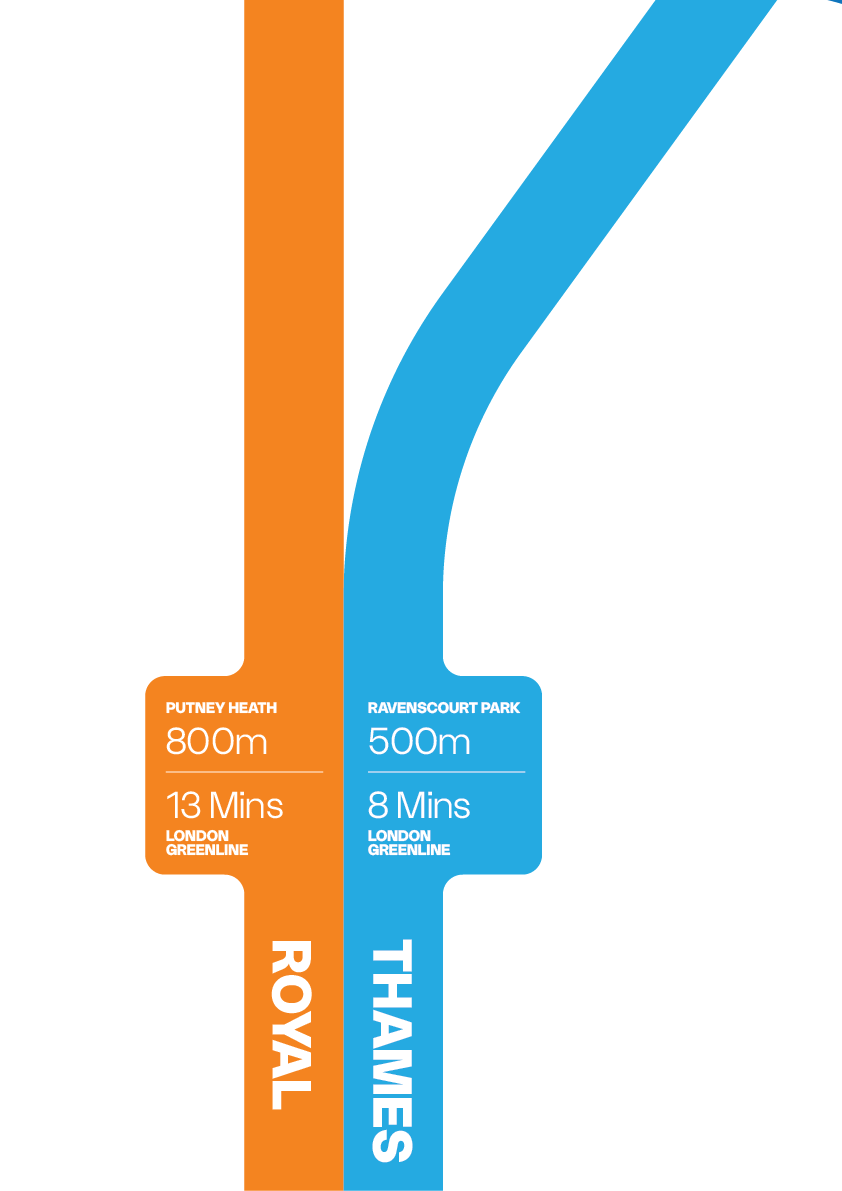 PUTNEY HEATH
800m
13 Mins
LONDON
GREENLINE
RAVENSCOURT PARK
500m
8 Mins
LONDON
GREENLINE
ROYAL
THAMES